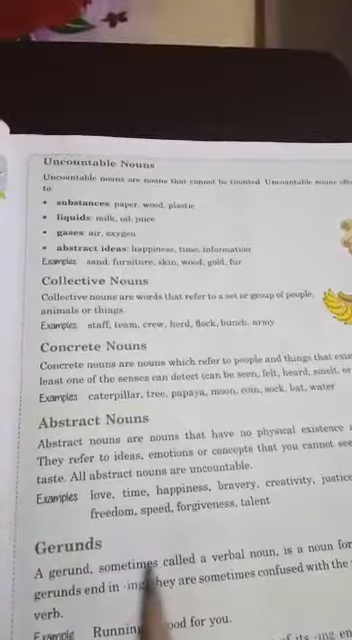 Uncountable Nouns
Uncountable nouns are nouns that cannot be counted. Uncountable nouns
to:
• substances: paper, wood, plastic
• liquids: milk, oil, juice
• gases: air, oxygen
• abstract ideas: happiness, time, information
Examples sand, furniture, skin, wood, gold, fur
Collective Nouns
Collective nouns are words that refer to a set or group of people,
animals or things.
Examples staff, team, crew, herd, flock, bunch, army
Concrete Nouns
Concrete nouns are nouns which refer to people and things that
least one of the senses can detect (can be seen, felt, heard, smelt, or
Examples caterpillar, tree, papaya, moon, coin, sock, bat, water
Abstract Nouns
Abstract nouns are nouns that have no physical existence
They refer to ideas, emotions or concepts that you cannot see
taste. All abstract nouns are uncountable.
Examples love, time, happiness, bravery, creativity, justice
freedom, speed, forgiveness, talent
Gerunds
A gerund, sometimes called a verbal noun, is a noun
gerunds end in -ing. They are sometimes confused with the
verb.
Example for you.